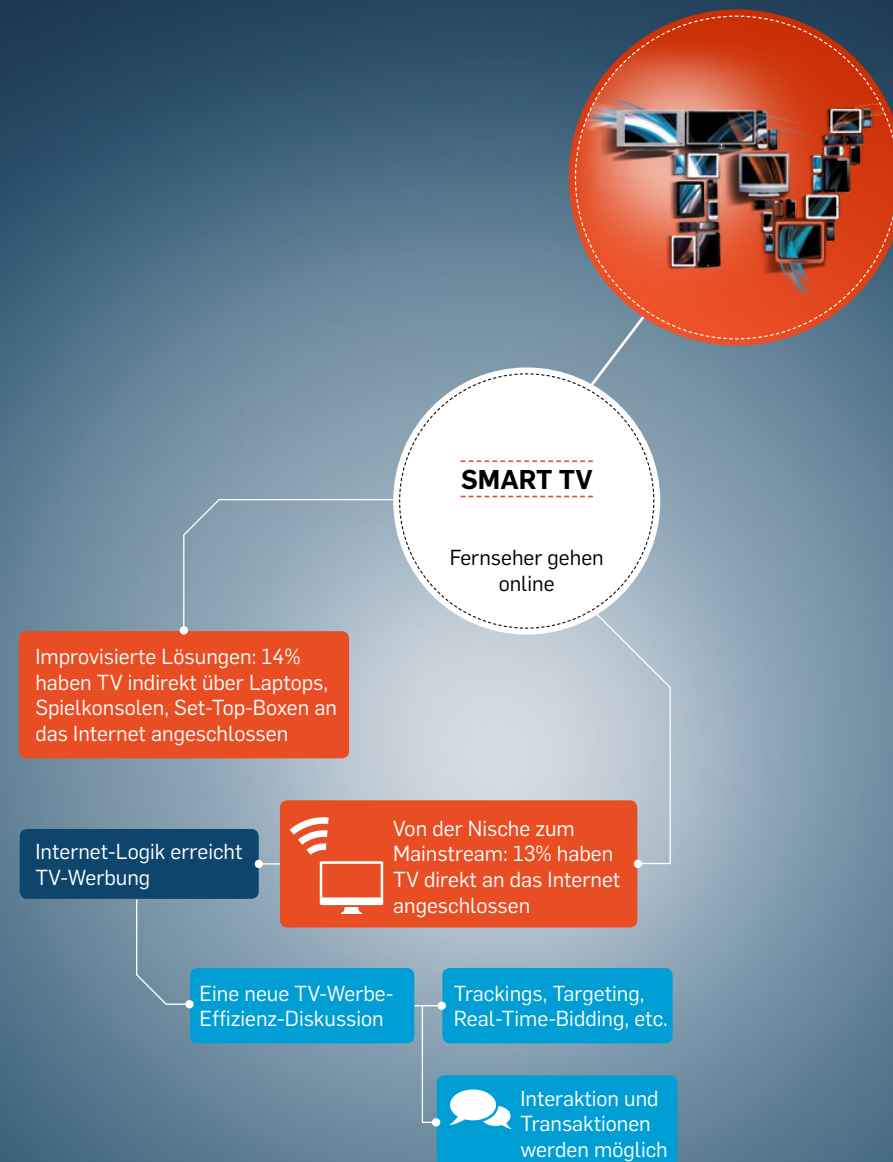 TV
SMART TV
Fernseher gehen
online
Improvisierte Lösungen: 14%
haben TV indirekt über Laptops,
Spielkonsolen, Set-Top-Boxen an
das Internet angeschlossen
Von der Nische zum
Mainstream: 13% haben
TV direkt an das Internet
angeschlossen
Internet-Logik erreicht
TV-Werbung
Eine neue TV-Werbe-
Effizienz-Diskussion
Trackings, Targeting,
Real-Time-Bidding, etc.
Interaktion und
Transaktionen
werden möglich